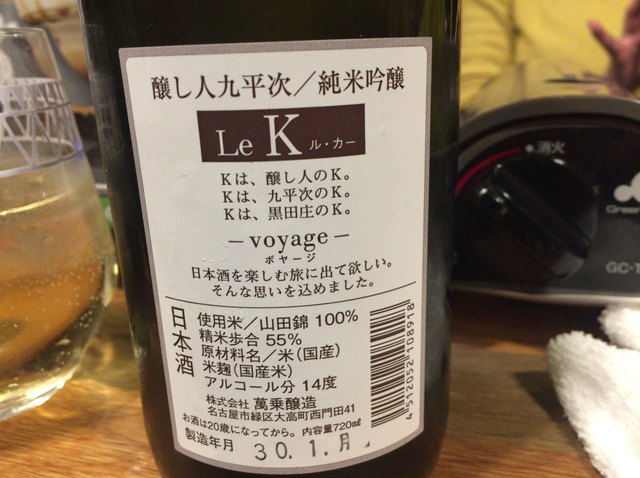 醸し人九平次／純米吟醸
Le K ル・カー
Kは、醸し人のK。
Kは、九平次のK。
Kは、黒田庄のK。
— voyage —
ボヤージ
日本酒を楽しむ旅に出て欲しい。
そんな思いを込めました。
日本酒
使用米／山田錦 100%
精米歩合 55%
原材料名／米(国産)
米麹(国産米)
アルコール分 14度
株式会社 萬乗醸造
名古屋市緑区大高町西門田41
お酒は20歳になってから。内容量720ml
製造年月 30.1.月
4512052108918
消火
GC-T